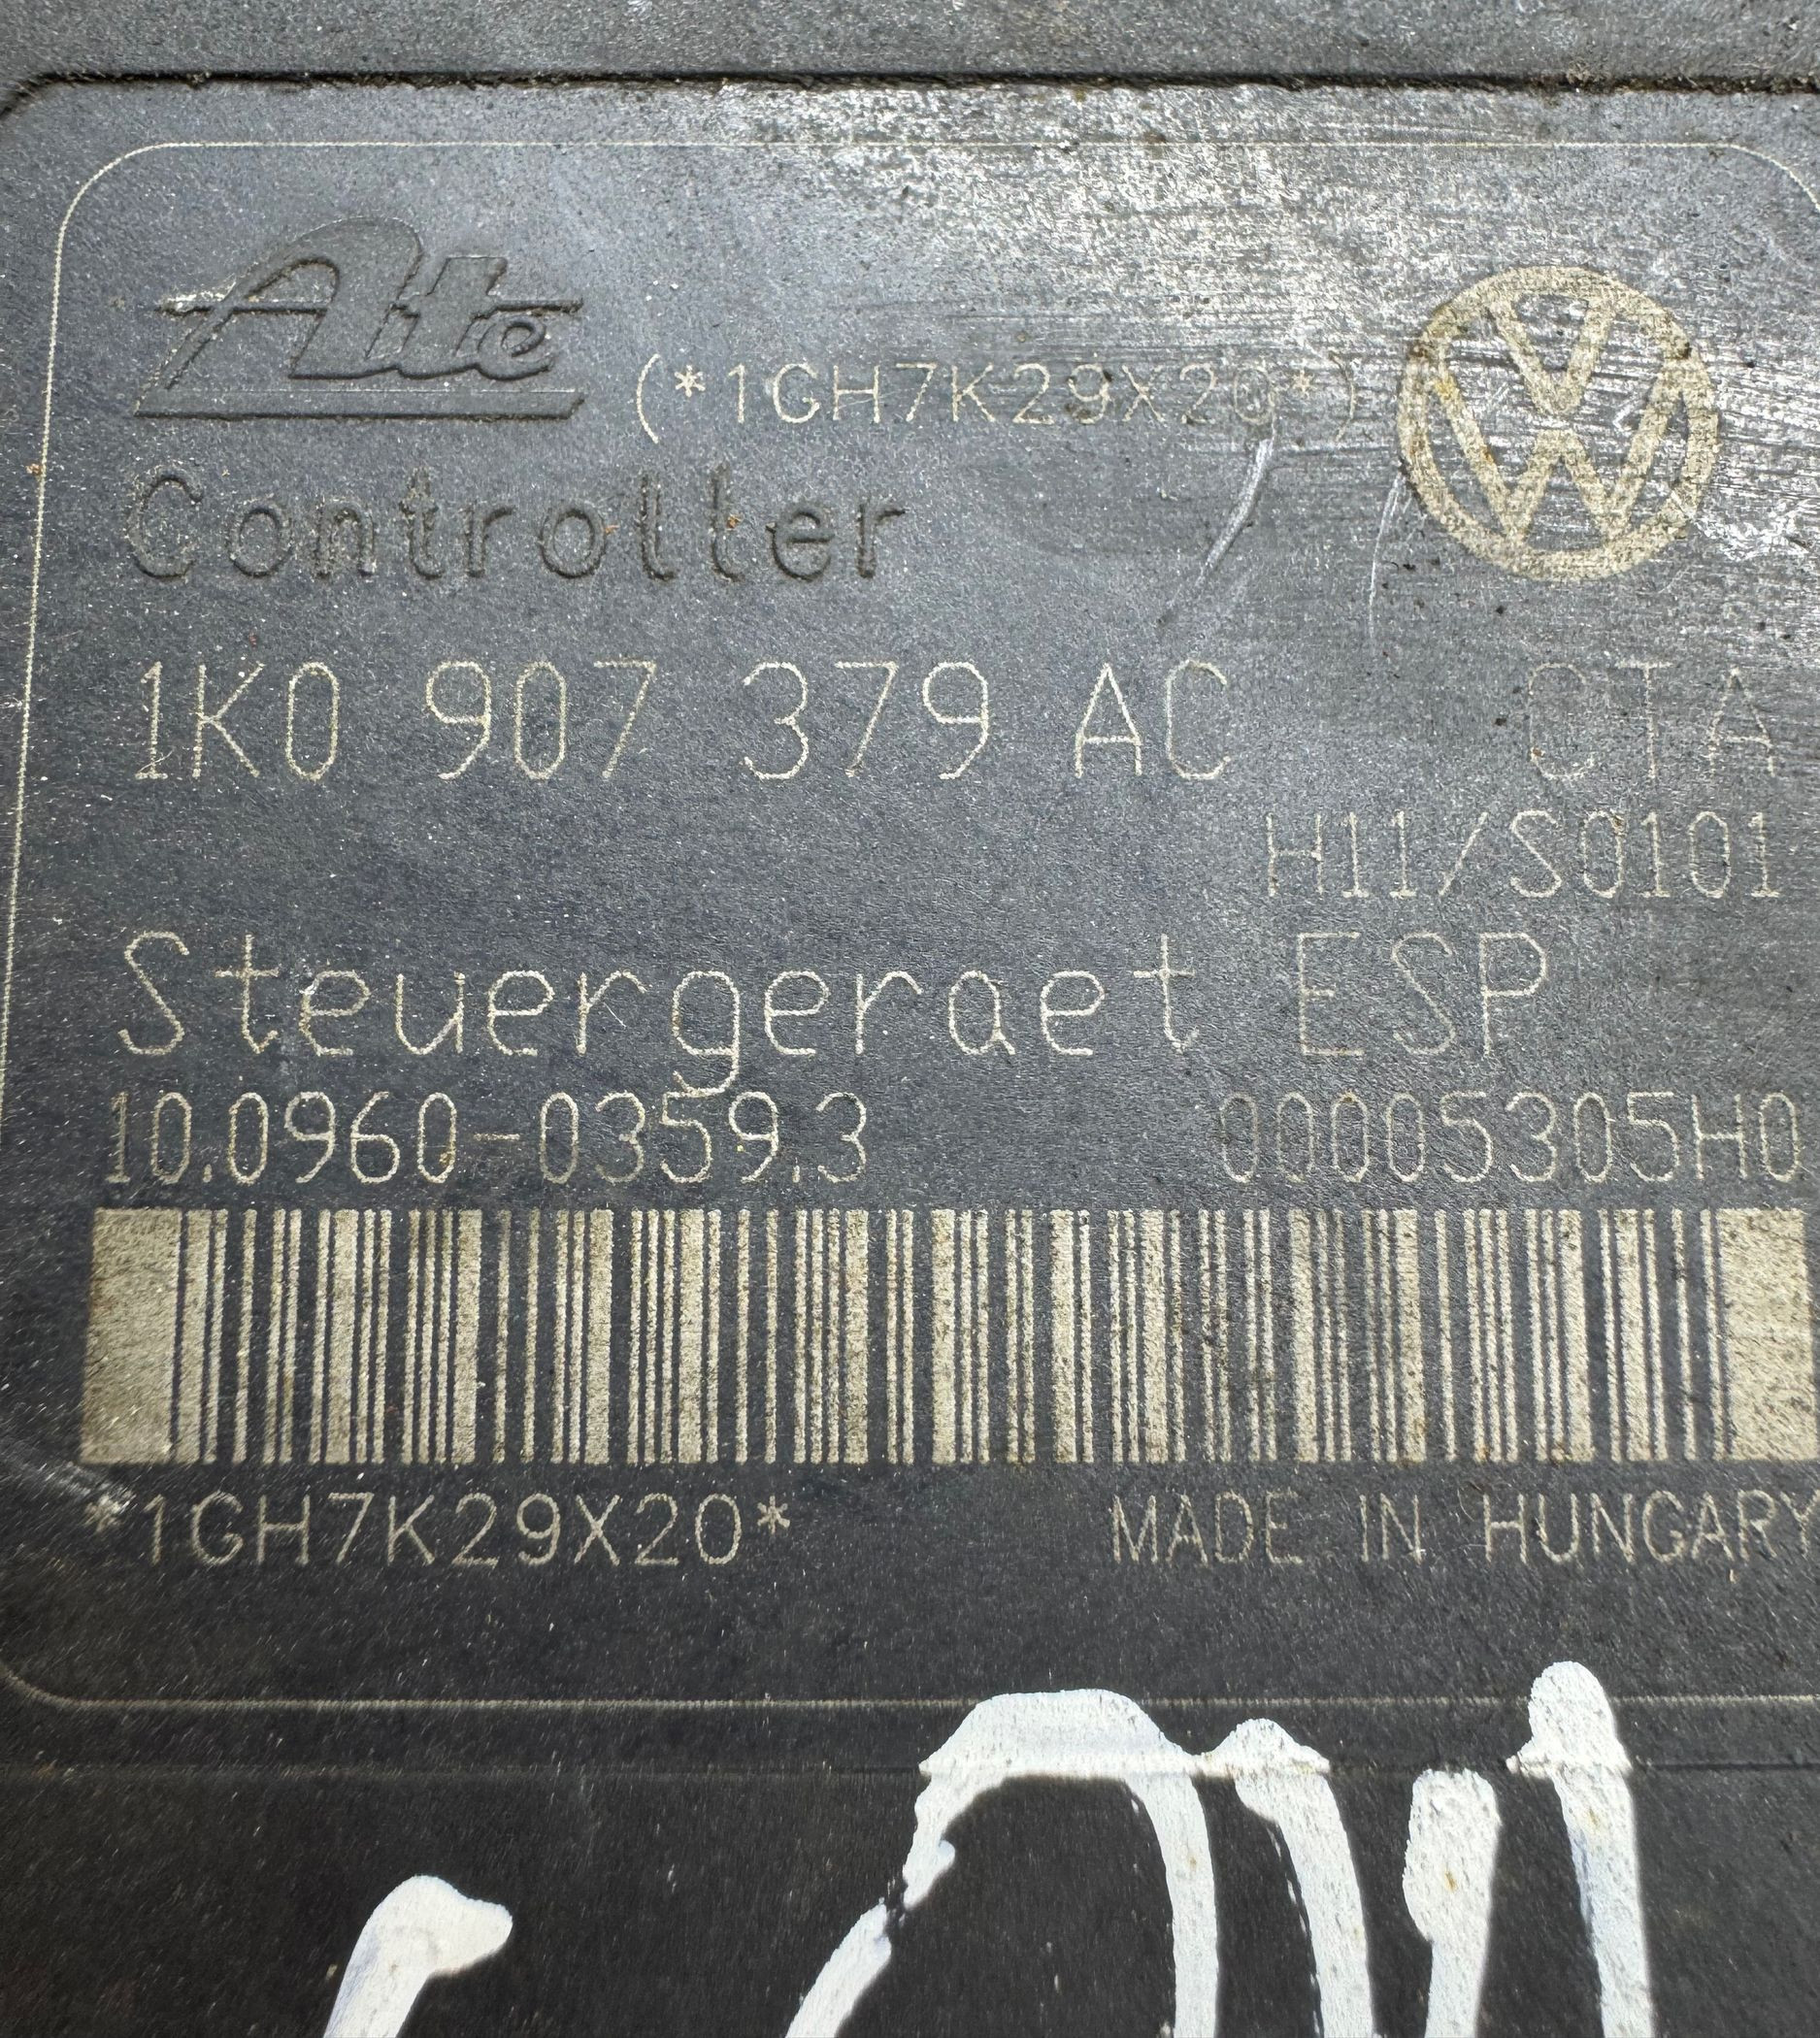 Ate
(*1GH7K29X20*)
Controller
1K0 907 379 AC CTA
H11/S0101
Steuergeraet ESP
10.0960-0359.3 00005305H0
*1GH7K29X20* MADE IN HUNGARY